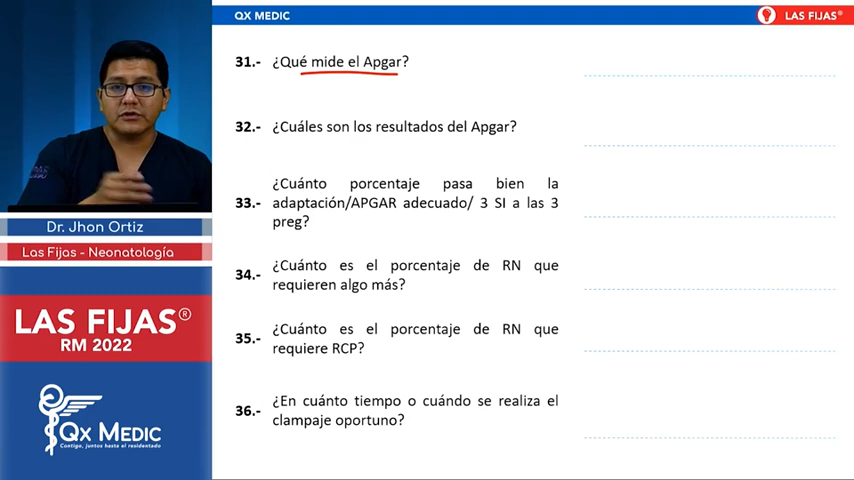 QX MEDIC
LAS FIJAS®
31.- ¿Qué mide el Apgar?
32.- ¿Cuáles son los resultados del Apgar?
¿Cuánto porcentaje pasa bien la
33.- adaptación/APGAR adecuado/ 3 SI a las 3
preg?
¿Cuánto es el porcentaje de RN que
34.- requieren algo más?
¿Cuánto es el porcentaje de RN que
35.- requiere RCP?
¿En cuánto tiempo o cuándo se realiza el
36.- clampaje oportuno?
Dr. Jhon Ortiz
Las Fijas - Neonatología
LAS FIJAS®
RM 2022
QX MEDIC
Contigo, juntos hasta el residentado